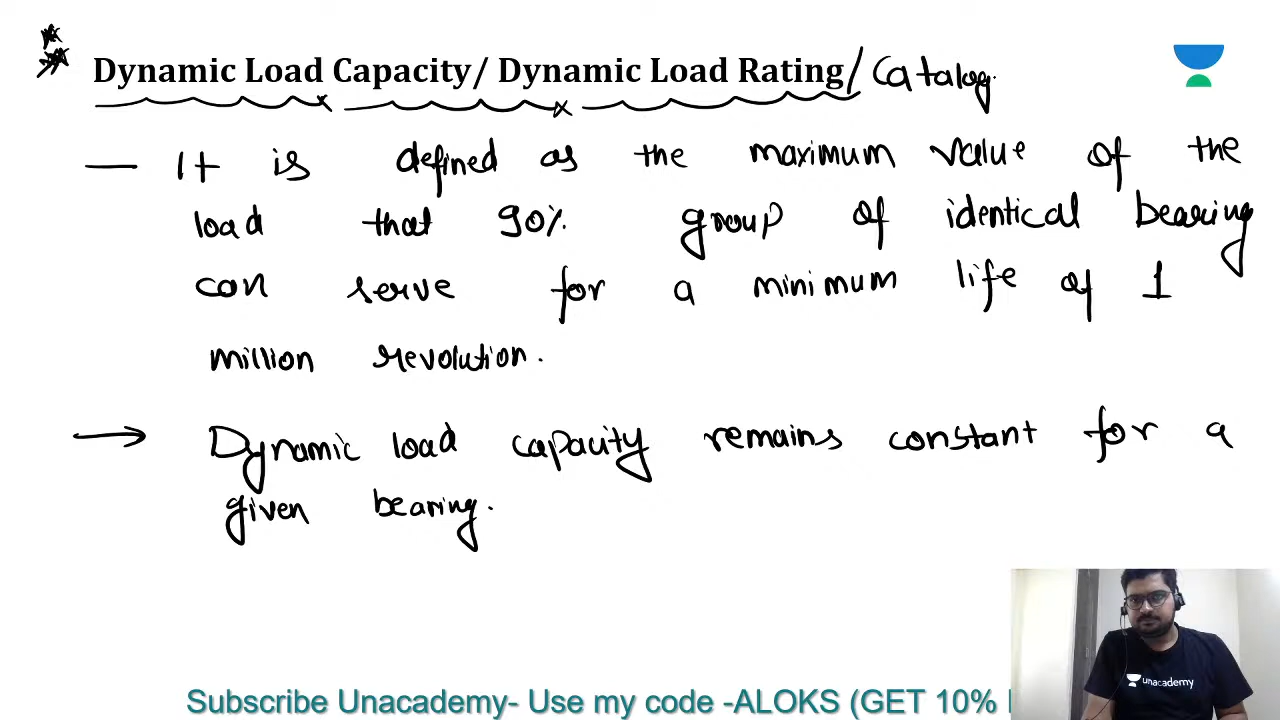 Dynamic Load Capacity/ Dynamic Load Rating/ Catalog
— It is defined as the maximum value of the
load that 90% group of identical bearing
can serve for a minimum life of 1
million revolution.
→ Dynamic load capacity remains constant for a
given bearing.
unacademy
Subscribe Unacademy- Use my code -ALOKS (GET 10%